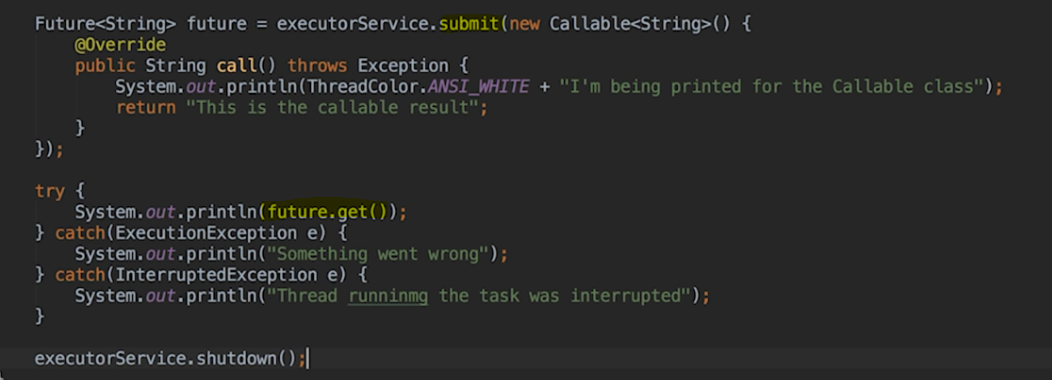 Future<String> future = executorService.submit(new Callable<String>() {
@Override
public String call() throws Exception {
System.out.println(ThreadColor.ANSI_WHITE + "I'm being printed for the Callable class");
return "This is the callable result";
}
});
try {
System.out.println(future.get());
} catch(ExecutionException e) {
System.out.println("Something went wrong");
} catch(InterruptedException e) {
System.out.println("Thread runninmg the task was interrupted");
}
executorService.shutdown();